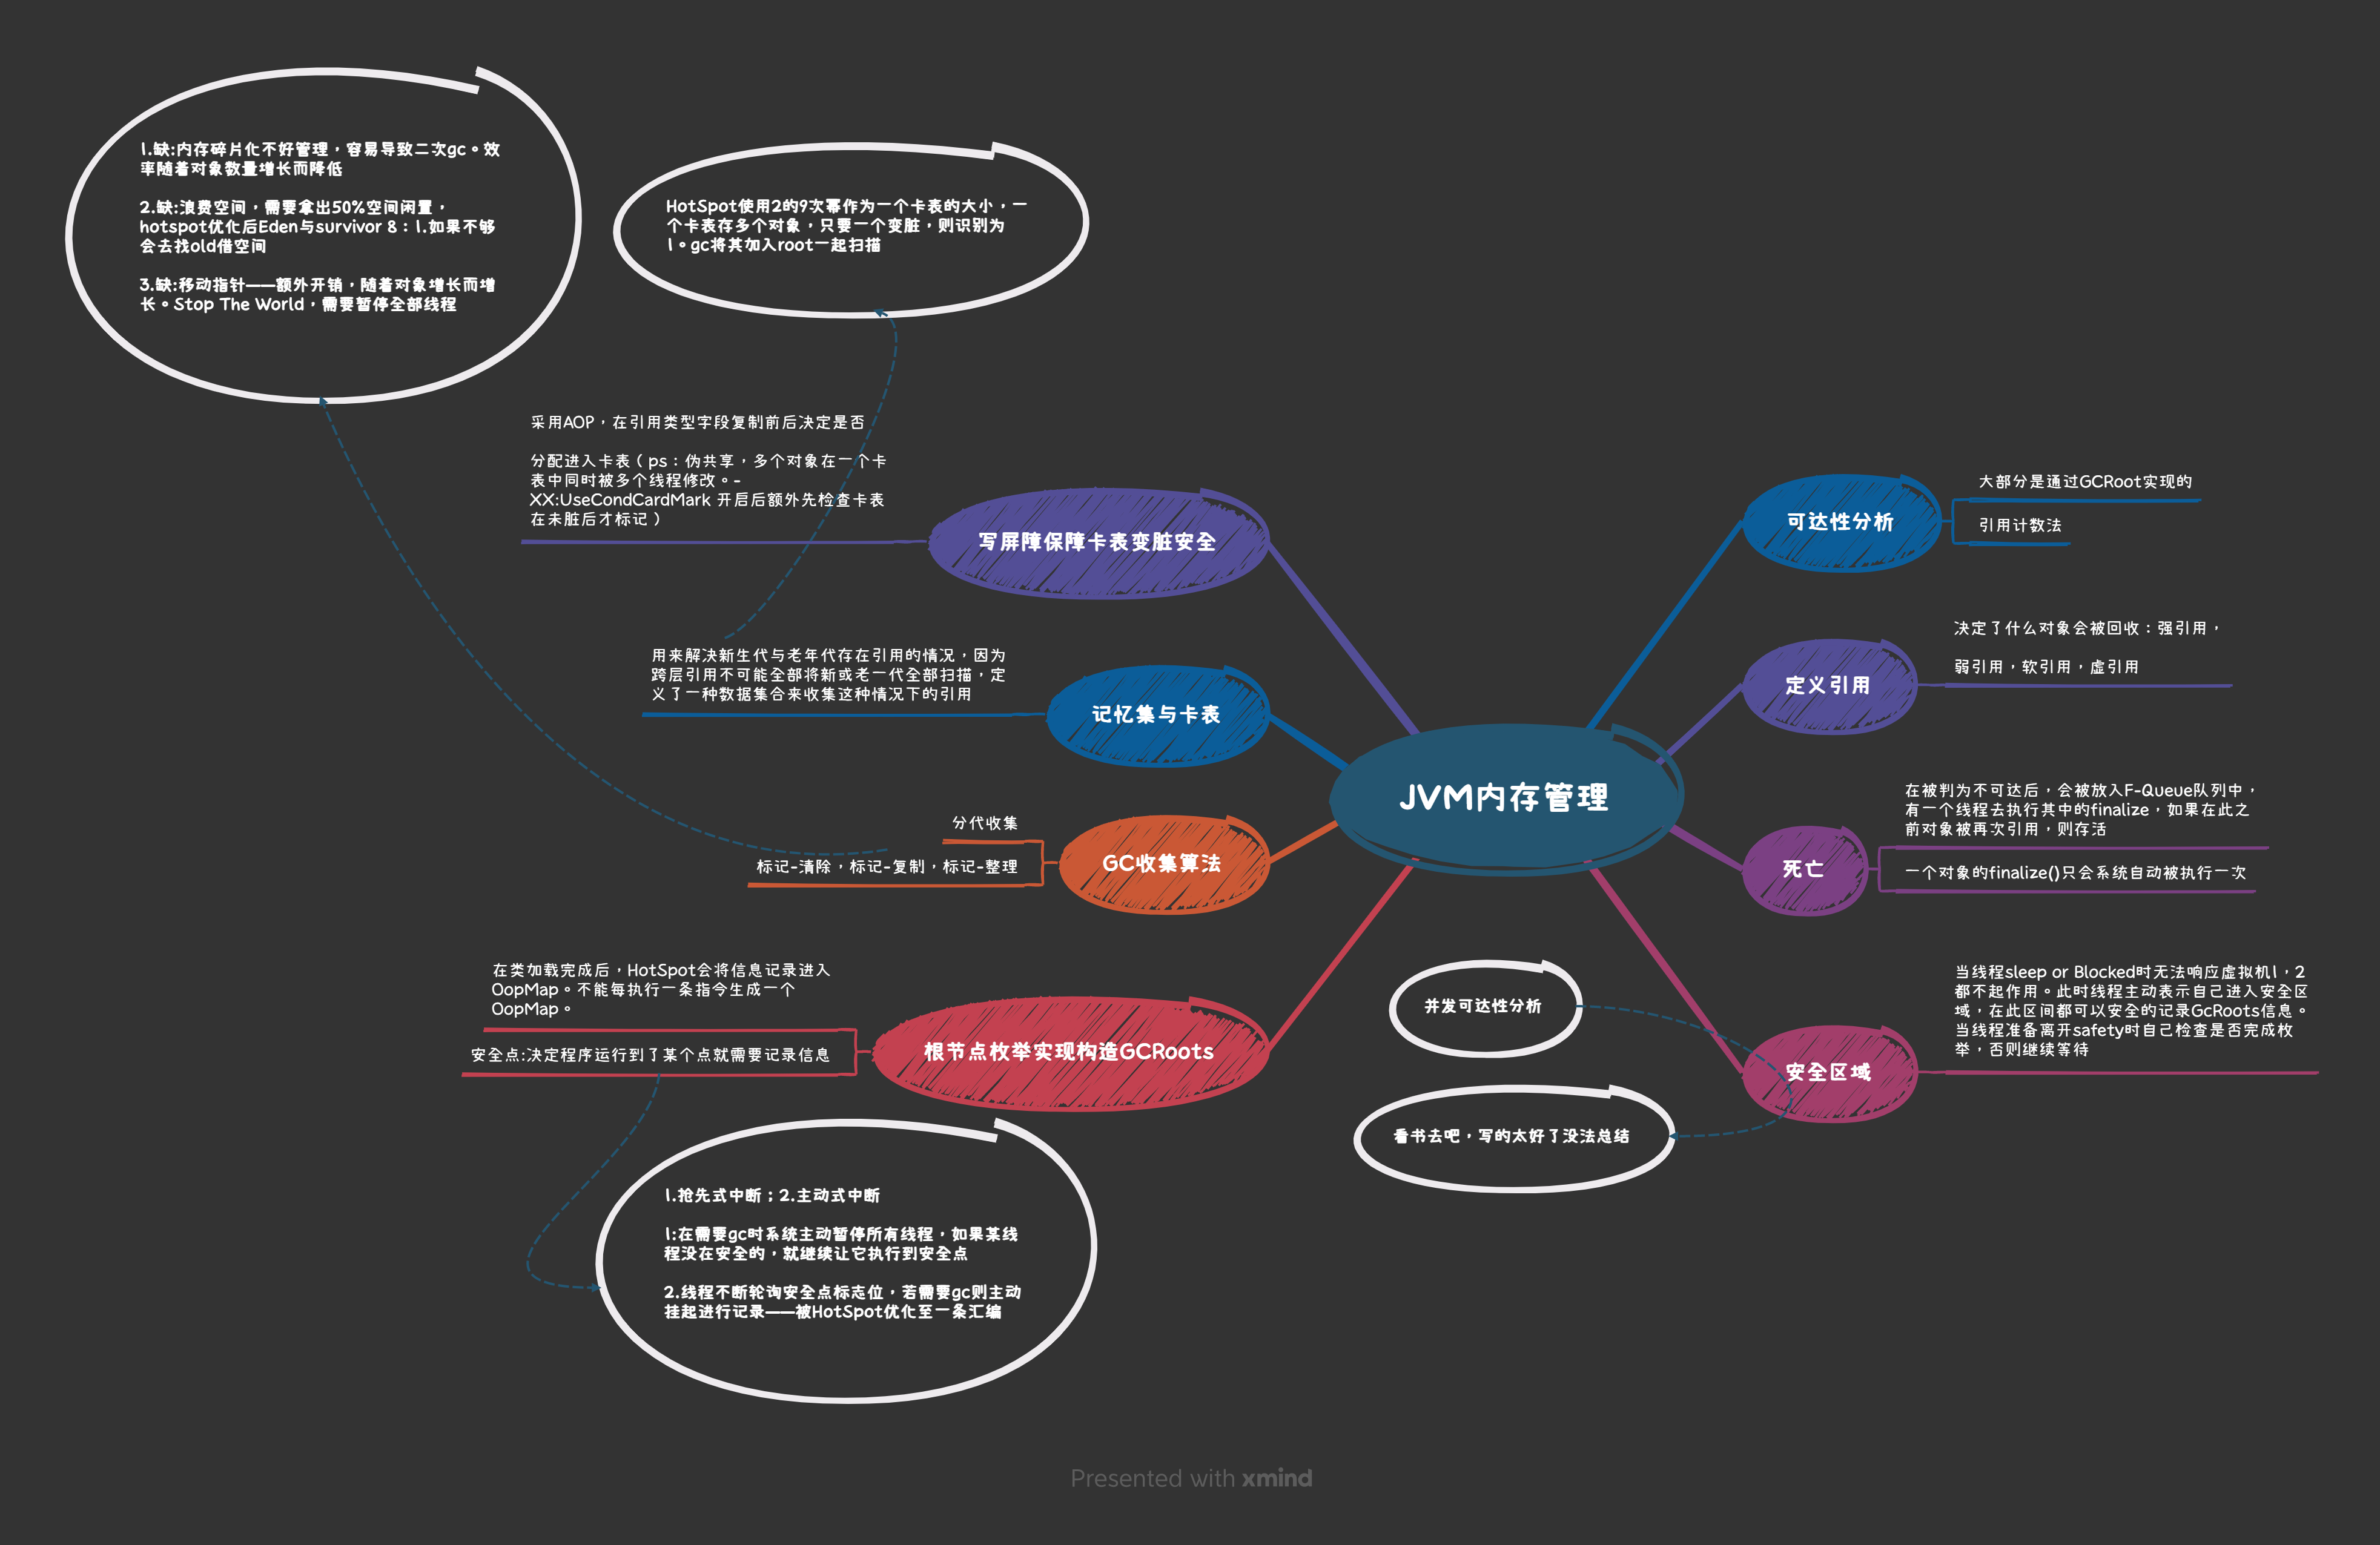 1.缺:内存碎片化不好管理，容易导致二次gc。效
率随着对象数量增长而降低
2.缺:浪费空间，需要拿出50%空间闲置，
hotspot优化后Eden与survivor 8：1.如果不够
会去找old借空间
3.缺:移动指针——额外开销，随着对象增长而增
长。Stop The World，需要暂停全部线程
HotSpot使用2的9次幂作为一个卡表的大小，一
个卡表存多个对象，只要一个变脏，则识别为
1。gc将其加入root一起扫描
采用AOP，在引用类型字段复制前后决定是否
分配进入卡表（ps：伪共享，多个对象在一个卡
表中同时被多个线程修改。-
XX:UseCondCardMark 开启后额外先检查卡表
在未脏后才标记）
写屏障保障卡表变脏安全
用来解决新生代与老年代存在引用的情况，因为
跨层引用不可能全部将新或老一代全部扫描，定
义了一种数据集合来收集这种情况下的引用
记忆集与卡表
分代收集
标记-清除，标记-复制，标记-整理
GC收集算法
在类加载完成后，HotSpot会将信息记录进入
OopMap。不能每执行一条指令生成一个
OopMap。
安全点:决定程序运行到了某个点就需要记录信息
根节点枚举实现构造GCRoots
1.抢先式中断；2.主动式中断
1:在需要gc时系统主动暂停所有线程，如果某线
程没在安全的，就继续让它执行到安全点
2.线程不断轮询安全点标志位，若需要gc则主动
挂起进行记录——被HotSpot优化至一条汇编
JVM内存管理
可达性分析
大部分是通过GCRoot实现的
引用计数法
定义引用
决定了什么对象会被回收：强引用，
弱引用，软引用，虚引用
死亡
在被判为不可达后，会被放入F-Queue队列中，
有一个线程去执行其中的finalize，如果在此之
前对象被再次引用，则存活
一个对象的finalize()只会系统自动被执行一次
安全区域
当线程sleep or Blocked时无法响应虚拟机1，2
都不起作用。此时线程主动表示自己进入安全区
域，在此区间都可以安全的记录GcRoots信息。
当线程准备离开safety时自己检查是否完成枚
举，否则继续等待
并发可达性分析
看书去吧，写的太好了没法总结
Presented with xmind